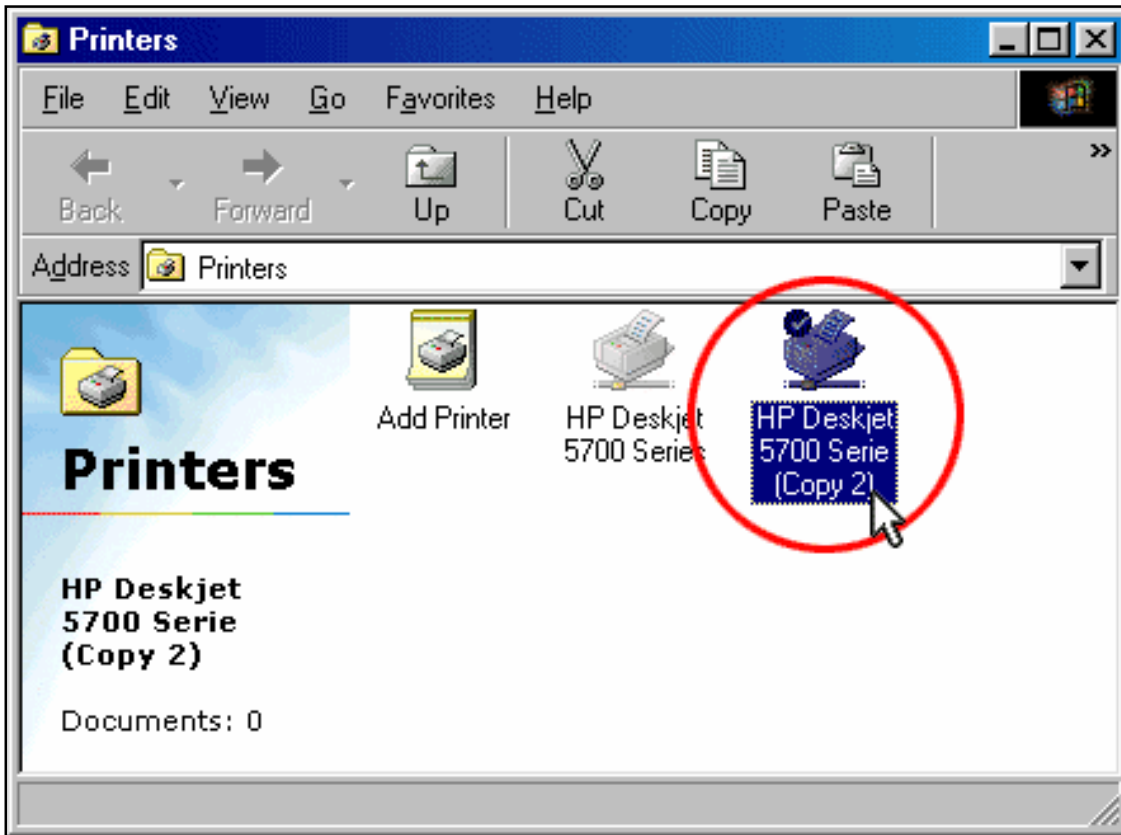 Printers
File Edit View Go Favorites Help
Back Forward Up Cut Copy Paste »
Address Printers
Printers
HP Deskjet
5700 Serie
(Copy 2)
Documents: 0
Add Printer
HP Deskjet
5700 Series
HP Deskjet
5700 Serie
(Copy 2)